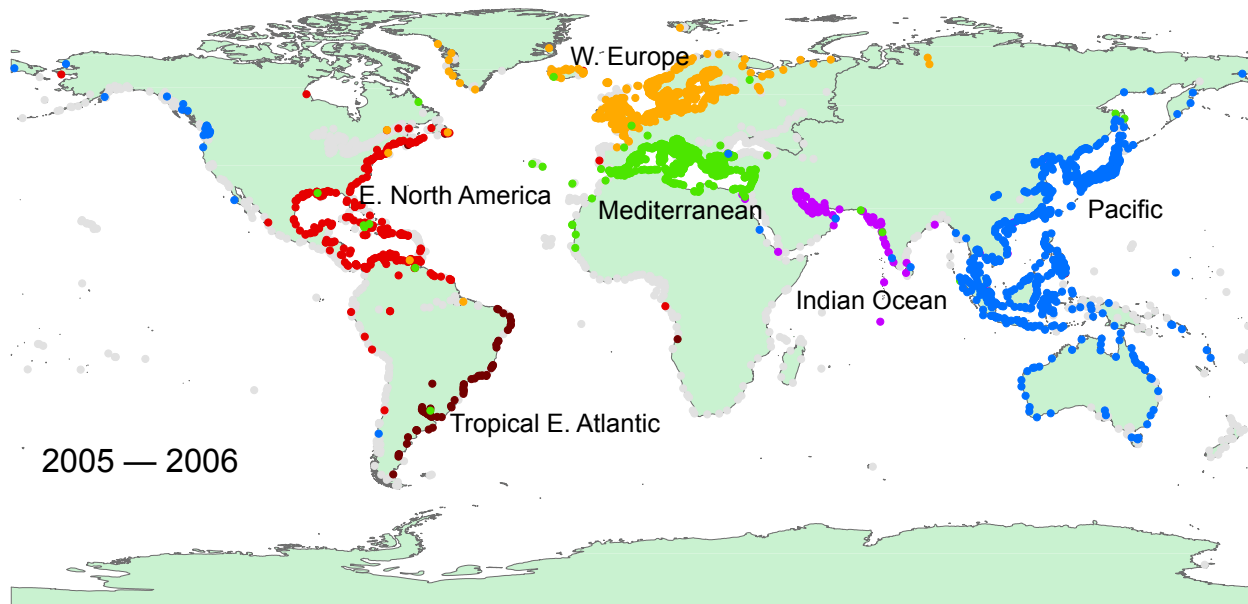 W. Europe
E. North America
Mediterranean
Pacific
Indian Ocean
Tropical E. Atlantic
2005 — 2006